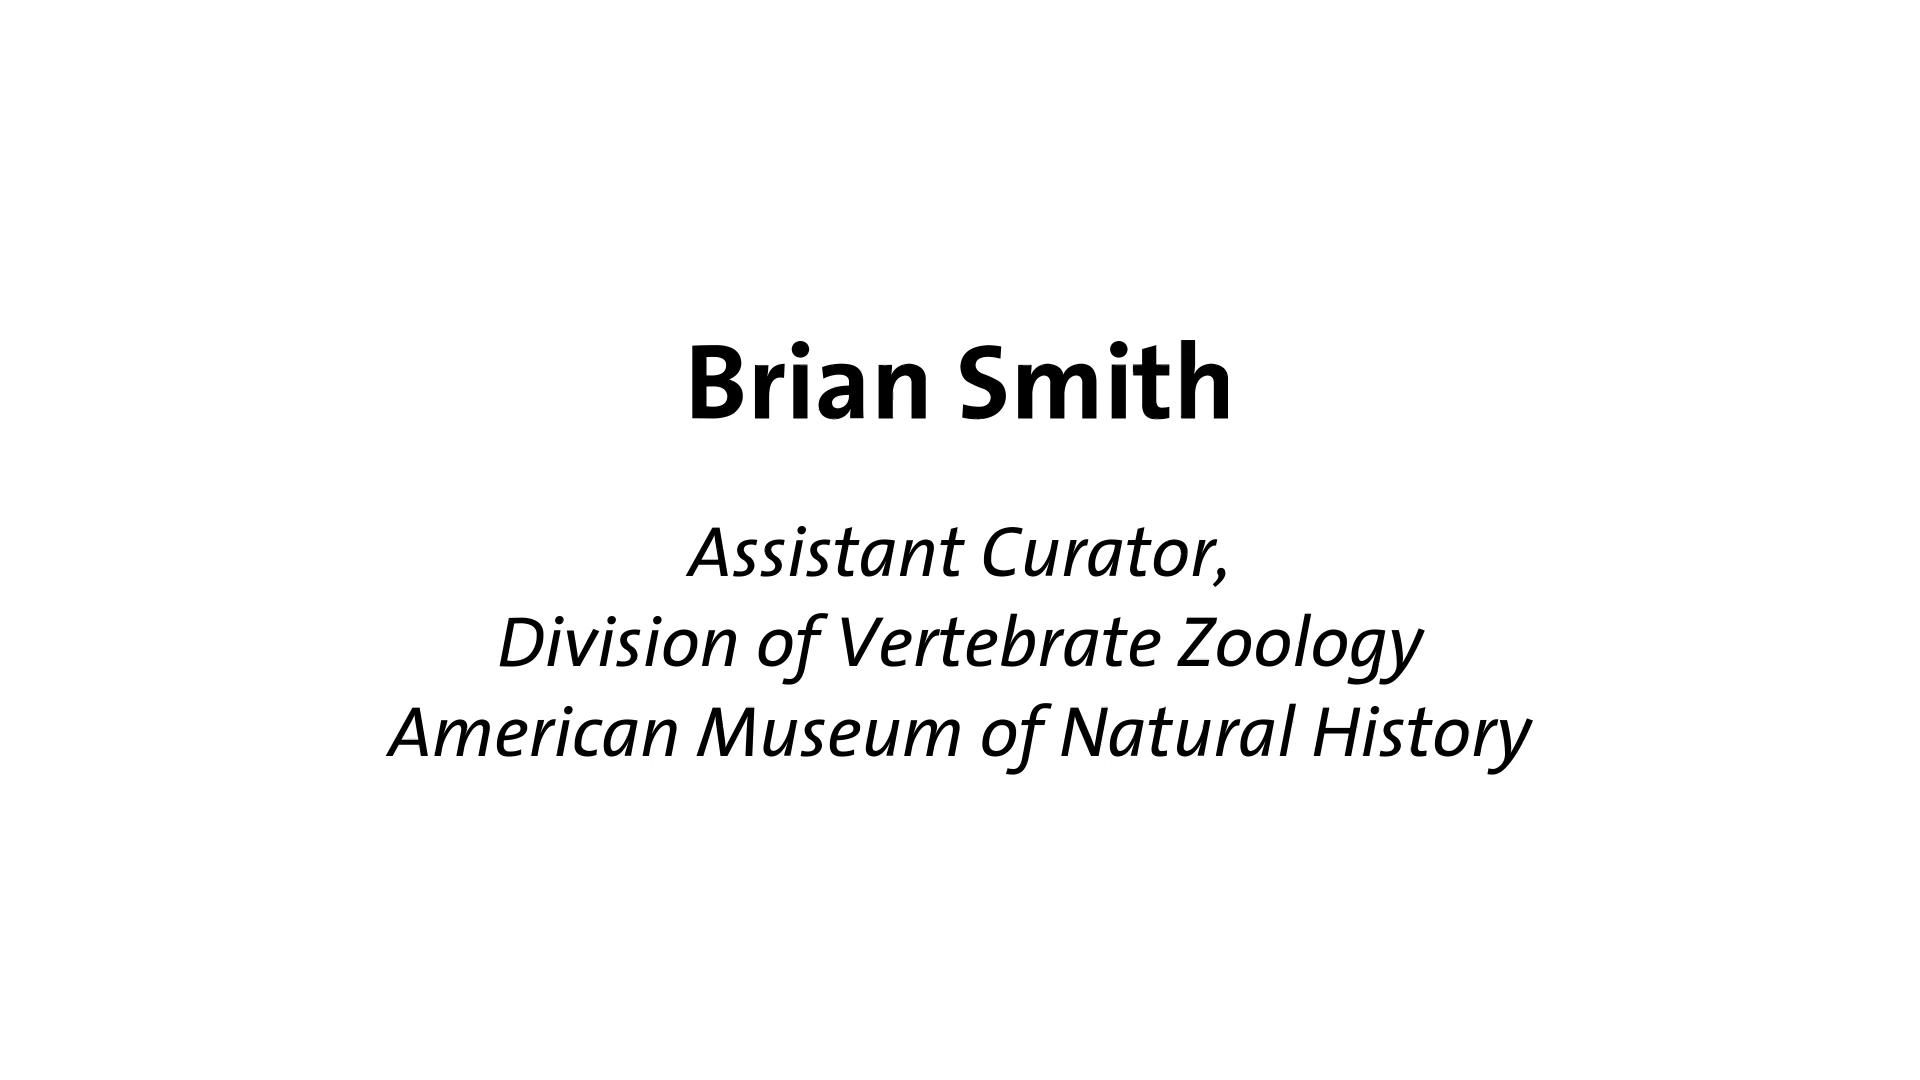 Brian Smith
Assistant Curator,
Division of Vertebrate Zoology
American Museum of Natural History